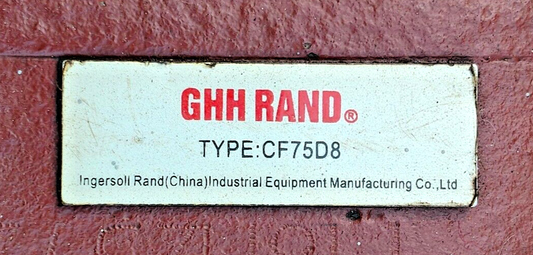 GHH RAND®
TYPE:CF75D8
Ingersoll Rand(China)Industrial Equipment Manufacturing Co.,Ltd